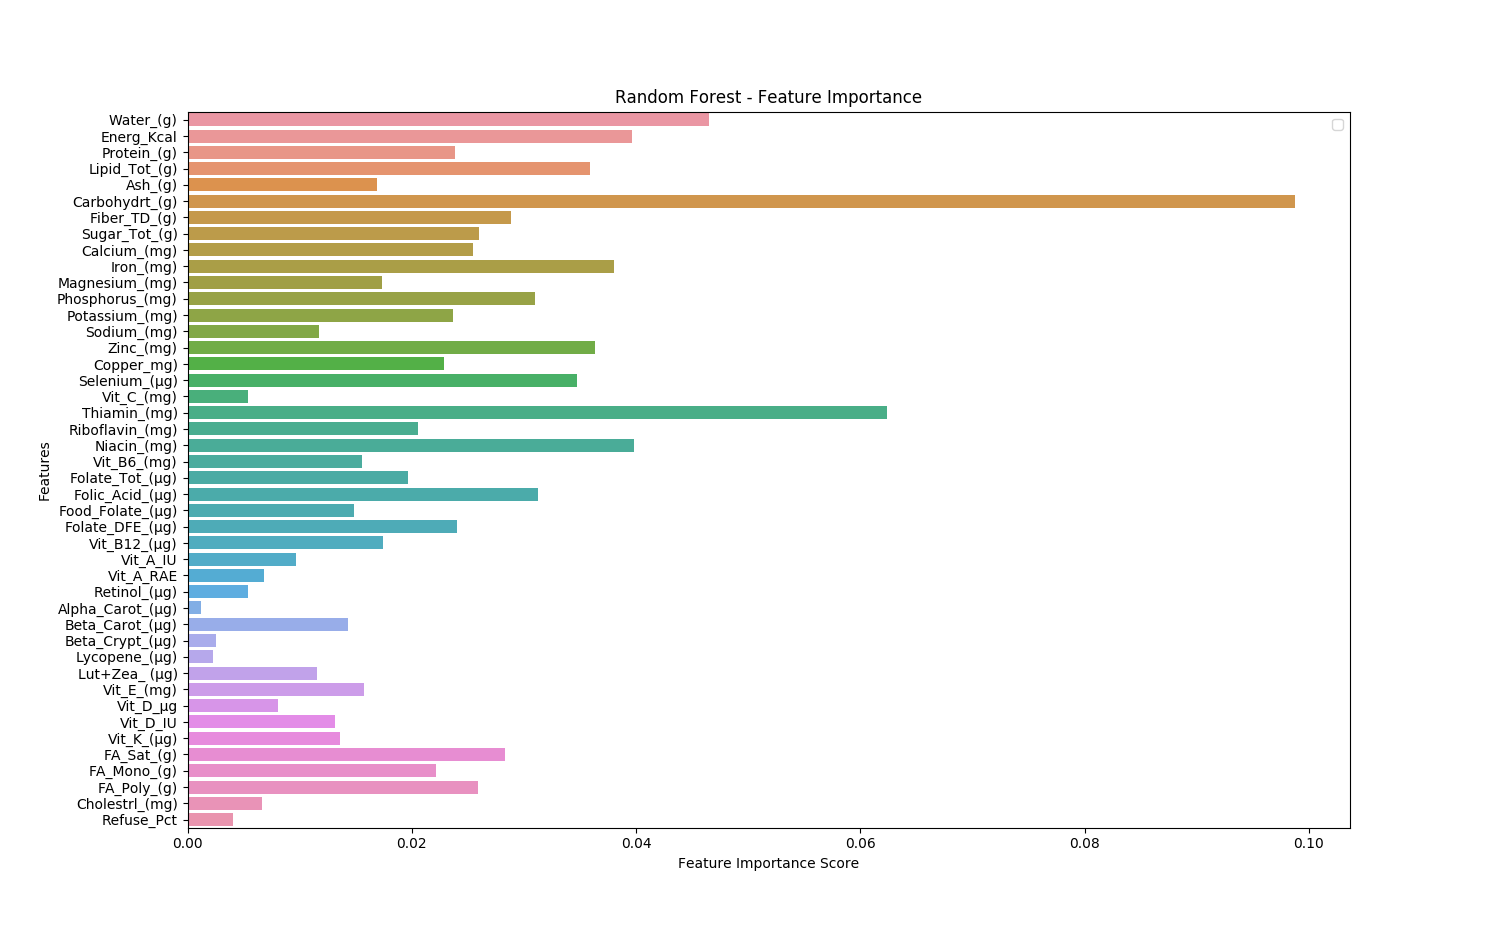 Random Forest - Feature Importance
Water_(g)
Energ_Kcal
Protein_(g)
Lipid_Tot_(g)
Ash_(g)
Carbohydrt_(g)
Fiber_TD_(g)
Sugar_Tot_(g)
Calcium_(mg)
Iron_(mg)
Magnesium_(mg)
Phosphorus_(mg)
Potassium_(mg)
Sodium_(mg)
Zinc_(mg)
Copper_mg)
Selenium_(µg)
Vit_C_(mg)
Thiamin_(mg)
Riboflavin_(mg)
Niacin_(mg)
Vit_B6_(mg)
Folate_Tot_(µg)
Folic_Acid_(µg)
Food_Folate_(µg)
Folate_DFE_(µg)
Vit_B12_(µg)
Vit_A_IU
Vit_A_RAE
Retinol_(µg)
Alpha_Carot_(µg)
Beta_Carot_(µg)
Beta_Crypt_(µg)
Lycopene_(µg)
Lut+Zea_ (µg)
Vit_E_(mg)
Vit_D_µg
Vit_D_IU
Vit_K_(µg)
FA_Sat_(g)
FA_Mono_(g)
FA_Poly_(g)
Cholestrl_(mg)
Refuse_Pct
Features
0.00 0.02 0.04 0.06 0.08 0.10
Feature Importance Score